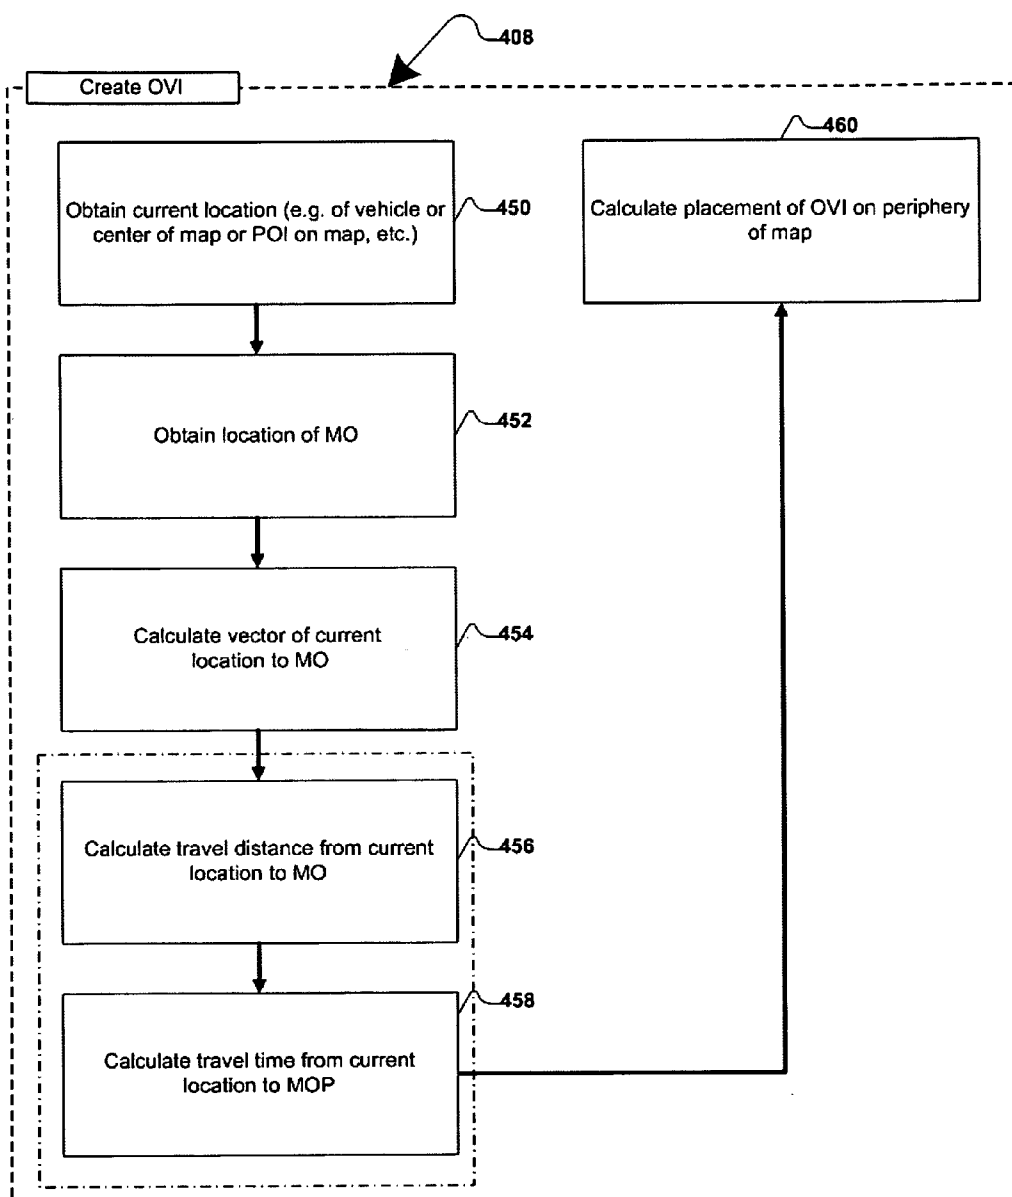 408
Create OVI
460
Obtain current location (e.g. of vehicle or
center of map or POI on map, etc.)
450
Calculate placement of OVI on periphery
of map
Obtain location of MO
452
Calculate vector of current
location to MO
454
Calculate travel distance from current
location to MO
456
Calculate travel time from current
location to MOP
458